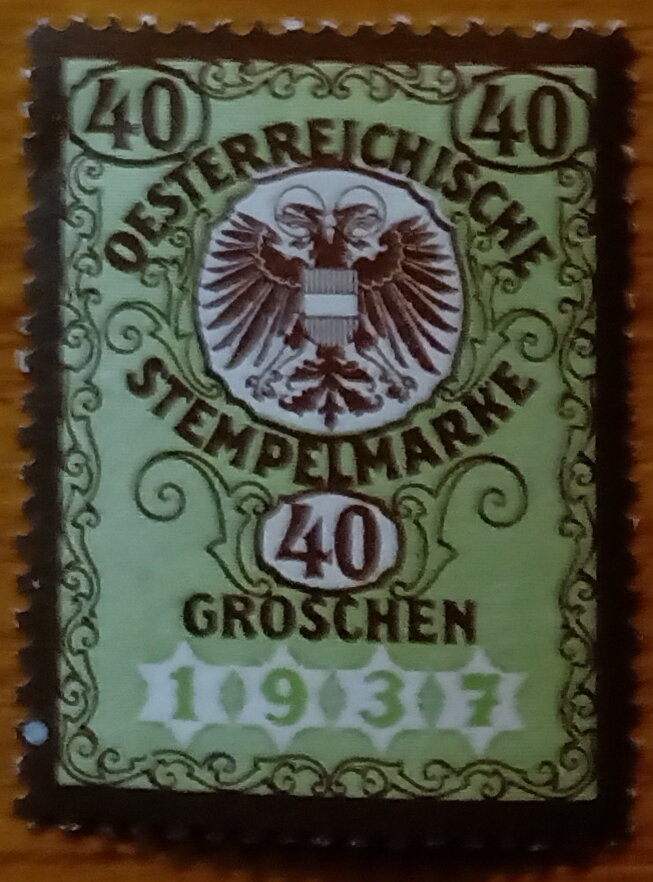 40 40
OESTERREICHISCHE
STEMPELMARKE
40
GROSCHEN
1937